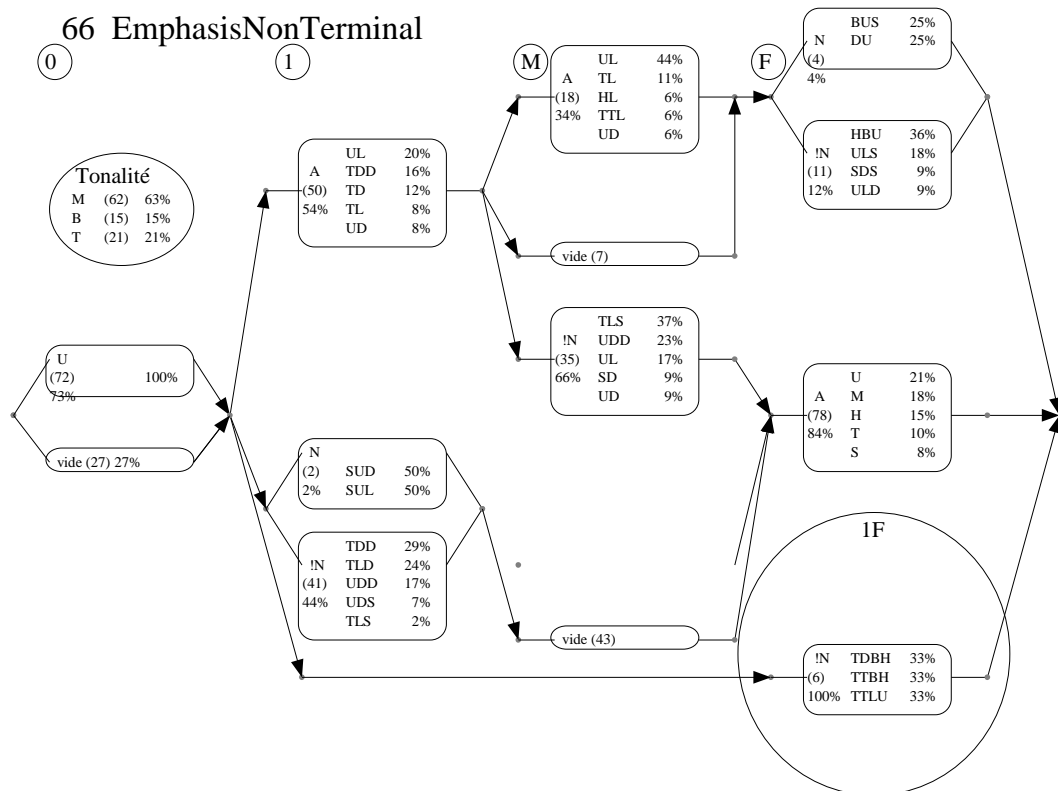 66 EmphasisNonTerminal
0
1
M
F
Tonalité
M (62) 63%
B (15) 15%
T (21) 21%
U
(72) 100%
73%
vide (27) 27%
UL 20%
A TDD 16%
(50) TD 12%
54% TL 8%
UD 8%
N
(2) SUD 50%
2% SUL 50%
TDD 29%
!N TLD 24%
(41) UDD 17%
44% UDS 7%
TLS 2%
UL 44%
A TL 11%
(18) HL 6%
34% TTL 6%
UD 6%
vide (7)
TLS 37%
!N UDD 23%
(35) UL 17%
66% SD 9%
UD 9%
vide (43)
BUS 25%
N DU 25%
(4)
4%
HBU 36%
!N ULS 18%
(11) SDS 9%
12% ULD 9%
U 21%
A M 18%
(78) H 15%
84% T 10%
S 8%
1F
!N TDBH 33%
(6) TTBH 33%
100% TTLU 33%